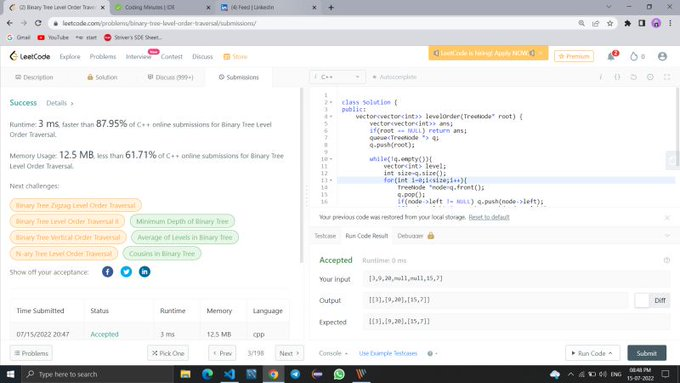 (2) Binary Tree Level Order Traver
Coding Minutes | IDE
(4) Feed | LinkedIn
leetcode.com/problems/binary-tree-level-order-traversal/submissions/
Gmail
YouTube
start
Striver's SDE Sheet...
LeetCode
Explore
Problems
Interview
New
Contest
Discuss
Store
LeetCode is hiring! Apply NOW.
Premium
2
0
Description
Solution
Discuss (999+)
Submissions
C++
Autocomplete
Success
Details >
Runtime: 3 ms, faster than 87.95% of C++ online submissions for Binary Tree Level
Order Traversal.
Memory Usage: 12.5 MB, less than 61.71% of C++ online submissions for Binary Tree
Level Order Traversal.
Next challenges:
Binary Tree Zigzag Level Order Traversal
Binary Tree Level Order Traversal II
Minimum Depth of Binary Tree
Binary Tree Vertical Order Traversal
Average of Levels in Binary Tree
N-ary Tree Level Order Traversal
Cousins in Binary Tree
Show off your acceptance:
Time Submitted
Status
Runtime
Memory
Language
07/15/2022 20:47
Accepted
3 ms
12.5 MB
cpp
1
2
class Solution {
3
public:
4
vector<vector<int>> levelOrder(TreeNode* root) {
5
vector<vector<int>> ans;
6
if(root == NULL) return ans;
7
queue<TreeNode *> q;
8
q.push(root);
9
10
while(!q.empty()){
11
vector<int> level;
12
int size=q.size();
13
for(int i=0;i<size;i++){
14
TreeNode *node=q.front();
15
q.pop();
16
if(node->left != NULL) q.push(node->left);
Your previous code was restored from your local storage. Reset to default
Testcase
Run Code Result
Debugger
Accepted
Runtime: 0 ms
Your input
[3,9,20,null,null,15,7]
Output
[[3],[9,20],[15,7]]
Diff
Expected
[[3],[9,20],[15,7]]
Problems
Pick One
< Prev
3/198
Next >
Console
Use Example Testcases
Run Code
Submit
Type here to search
ENG
08:48 PM
15-07-2022